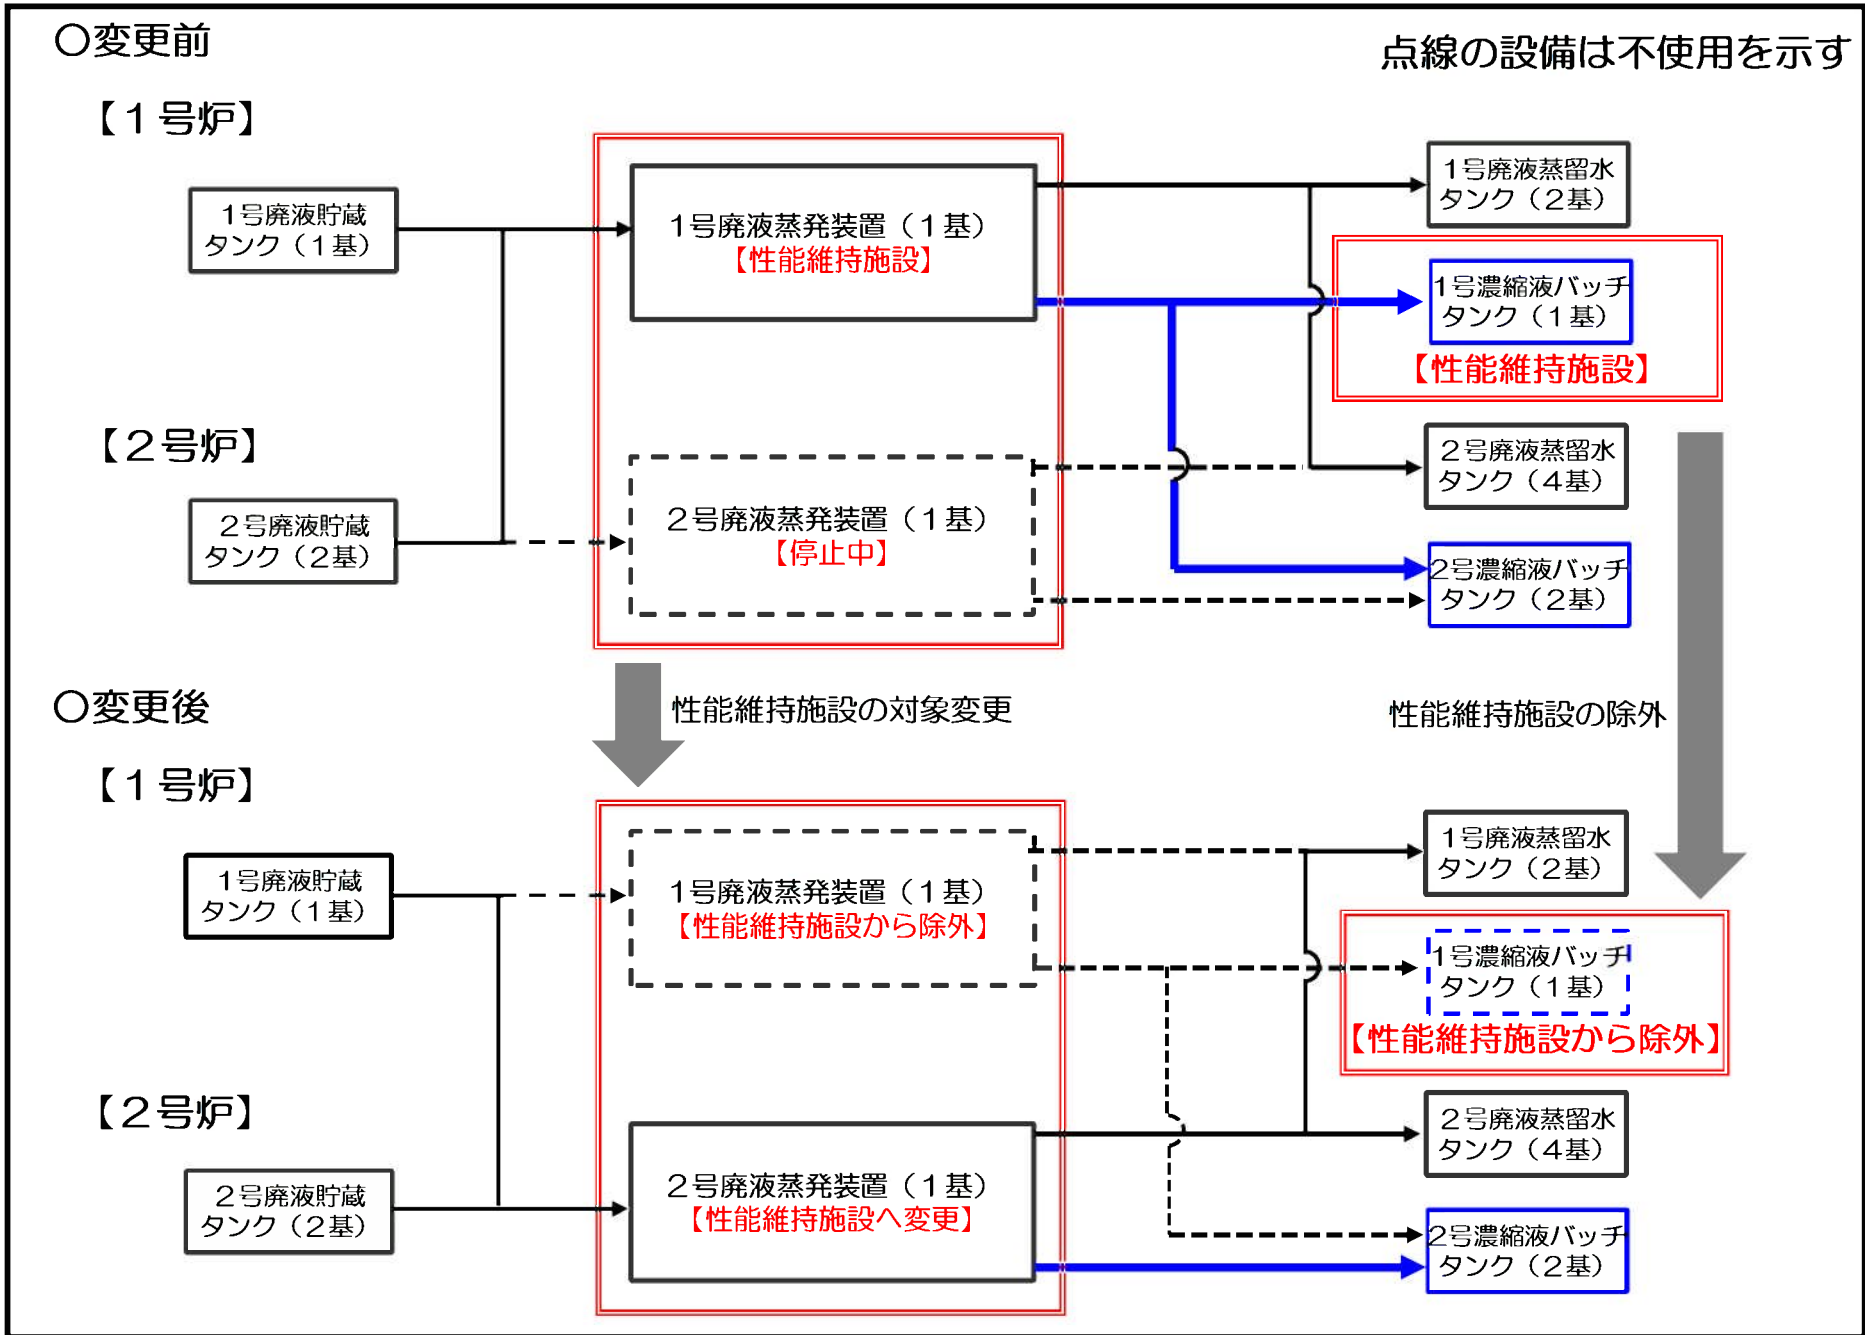 〇変更前
点線の設備は不使用を示す
【１号炉】
1号廃液貯蔵
タンク（１基）
1号廃液蒸発装置（１基）
【性能維持施設】
1号廃液蒸留水
タンク（2基）
1号濃縮液バッチ
タンク（１基）
【性能維持施設】
【２号炉】
２号廃液貯蔵
タンク（2基）
２号廃液蒸発装置（１基）
【停止中】
２号廃液蒸留水
タンク（4基）
2号濃縮液バッチ
タンク（2基）
性能維持施設の対象変更
性能維持施設の除外
〇変更後
【１号炉】
1号廃液貯蔵
タンク（１基）
1号廃液蒸発装置（１基）
【性能維持施設から除外】
1号廃液蒸留水
タンク（2基）
1号濃縮液バッチ
タンク（１基）
【性能維持施設から除外】
【２号炉】
２号廃液貯蔵
タンク（2基）
２号廃液蒸発装置（１基）
【性能維持施設へ変更】
２号廃液蒸留水
タンク（4基）
2号濃縮液バッチ
タンク（2基）